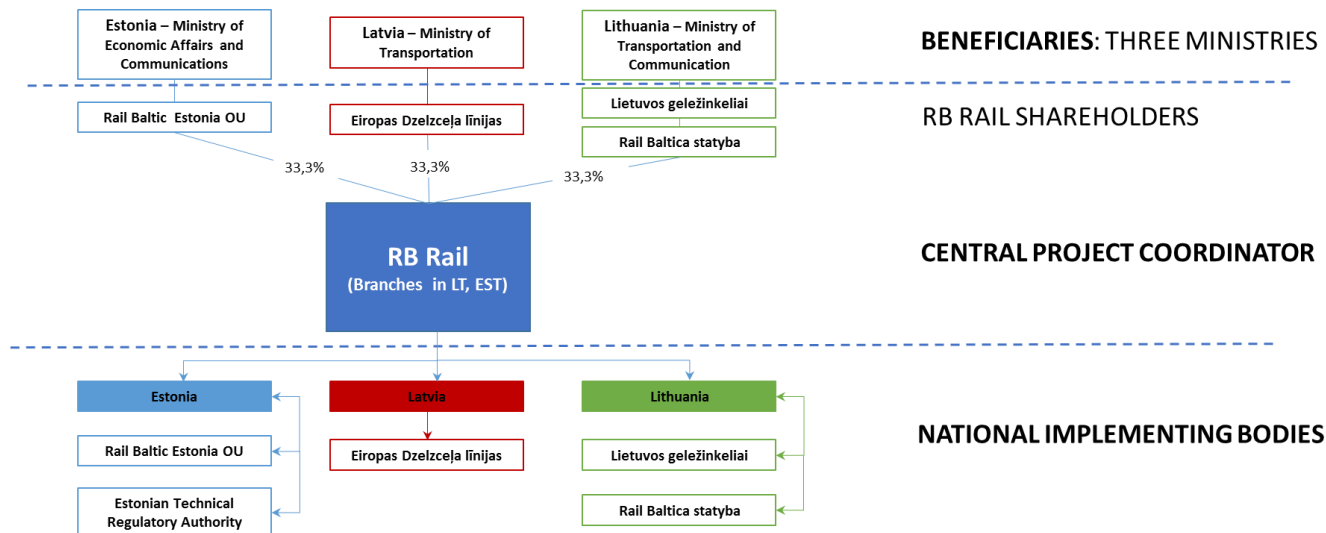 Estonia – Ministry of
Economic Affairs and
Communications
Latvia – Ministry of
Transportation
Lithuania – Ministry of
Transportation and
Communication
BENEFICIARIES: THREE MINISTRIES
Rail Baltic Estonia OU
Eiropas Dzelzceļa līnijas
Lietuvos geležinkeliai
Rail Baltica statyba
RB RAIL SHAREHOLDERS
33,3%
33,3%
33,3%
RB Rail
(Branches in LT, EST)
CENTRAL PROJECT COORDINATOR
Estonia
Latvia
Lithuania
Rail Baltic Estonia OU
Eiropas Dzelzceļa līnijas
Lietuvos geležinkeliai
NATIONAL IMPLEMENTING BODIES
Estonian Technical
Regulatory Authority
Rail Baltica statyba